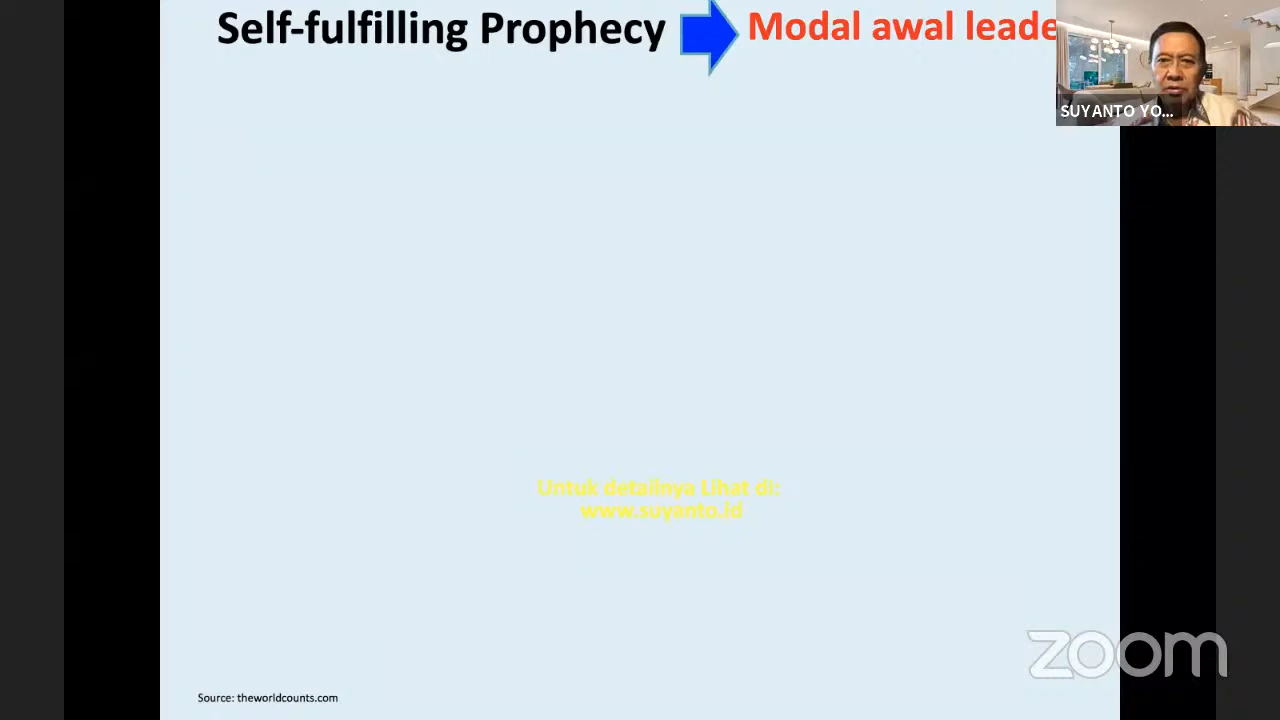 Self-fulfilling Prophecy
Modal awal leade
SUYANTO YO...
Untuk detailnya Lihat di:
www.suyanto.id
zoom
Source: theworldcounts.com